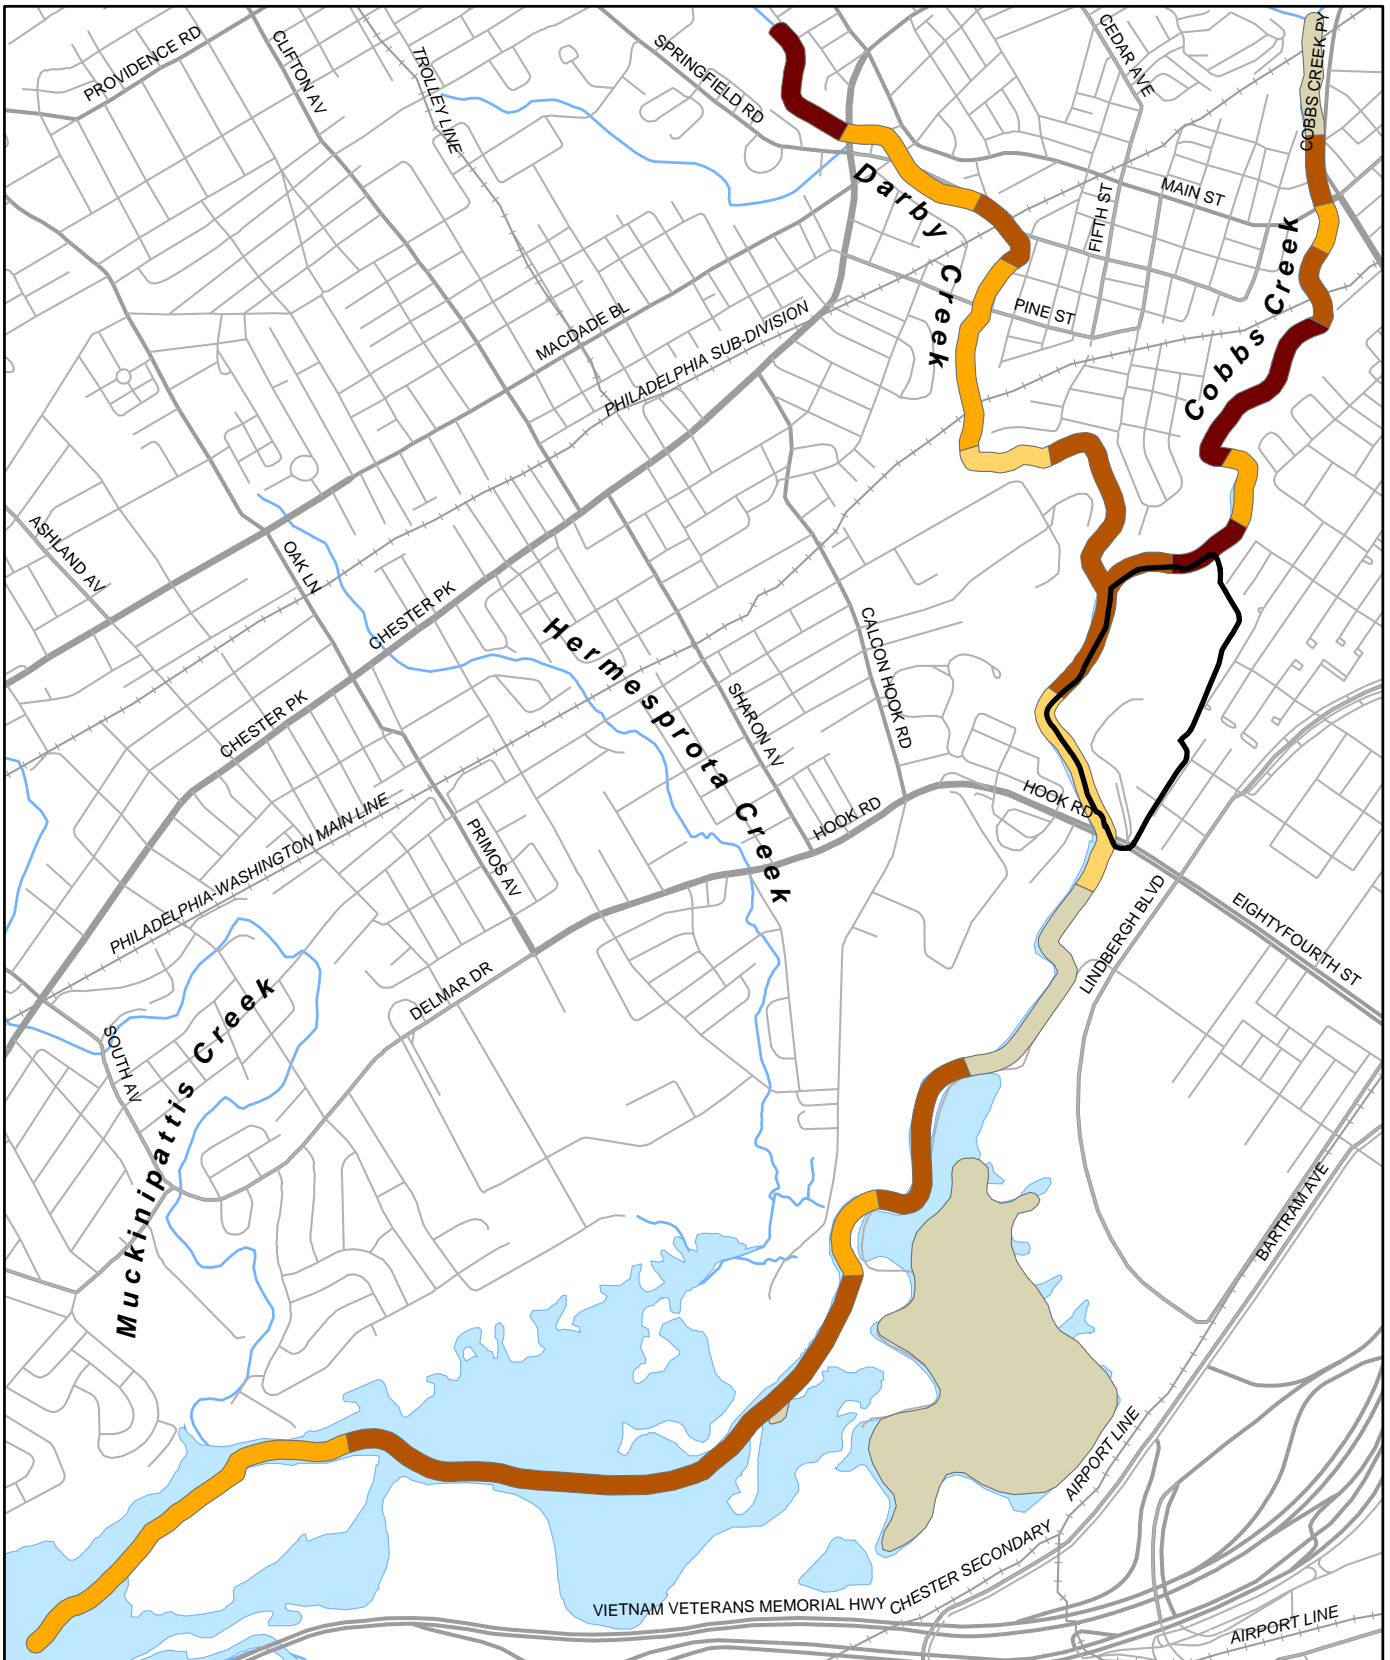 PROVIDENCE RD
CLIFTON AV
TROLLEY LINE
SPRINGFIELD RD
CEDAR AVE
COBBS CREEK PY
MAIN ST
FIFTH ST
Darby Creek
Cobbs Creek
PINE ST
MACDADE BL
PHILADELPHIA SUB-DIVISION
ASHLAND AV
OAK LN
CHESTER PK
CHESTER PK
Hermesprota Creek
CALCON HOOK RD
SHARON AV
HOOK RD
HOOK RD
PRIMOS AV
PHILADELPHIA-WASHINGTON MAIN LINE
LINDBERGH BLVD
EIGHTYFOURTH ST
DELMAR DR
SOUTH AV
Muckinipattis Creek
BARTRAM AVE
AIRPORT LINE
CHESTER SECONDARY
VIETNAM VETERANS MEMORIAL HWY
AIRPORT LINE